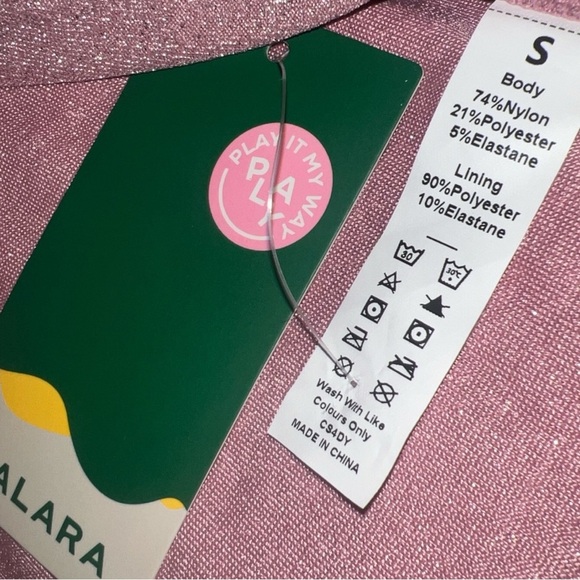 PLAY IT MY WAY
PLAY
ALARA
S
Body
74%Nylon
21%Polyester
5%Elastane
Lining
90%Polyester
10%Elastane
30
30°C
Wash With Like
Colours Only
CS4DY
MADE IN CHINA